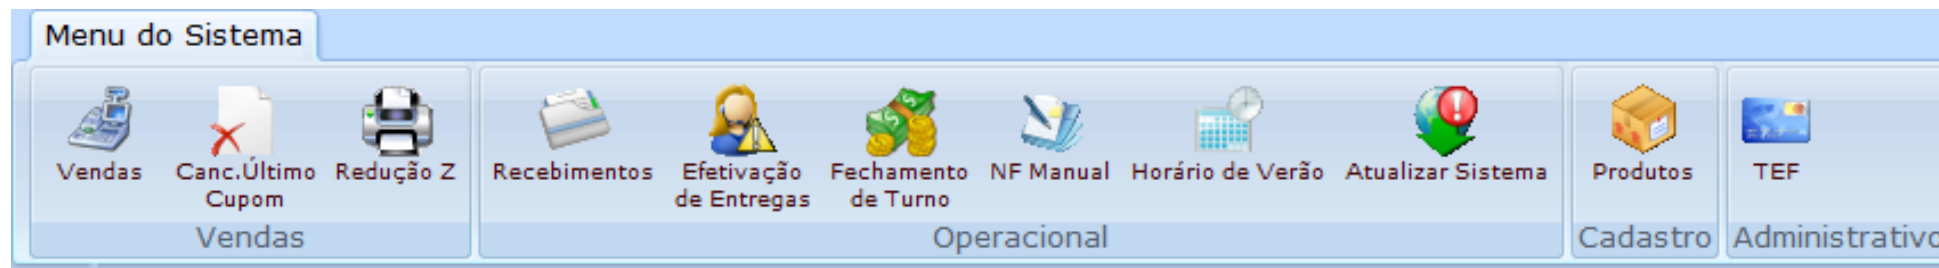 Menu do Sistema
Vendas
Canc.Último
Cupom
Redução Z
Recebimentos
Efetivação
de Entregas
Fechamento
de Turno
NF Manual
Horário de Verão
Atualizar Sistema
Produtos
TEF
Vendas
Operacional
Cadastro
Administrativo